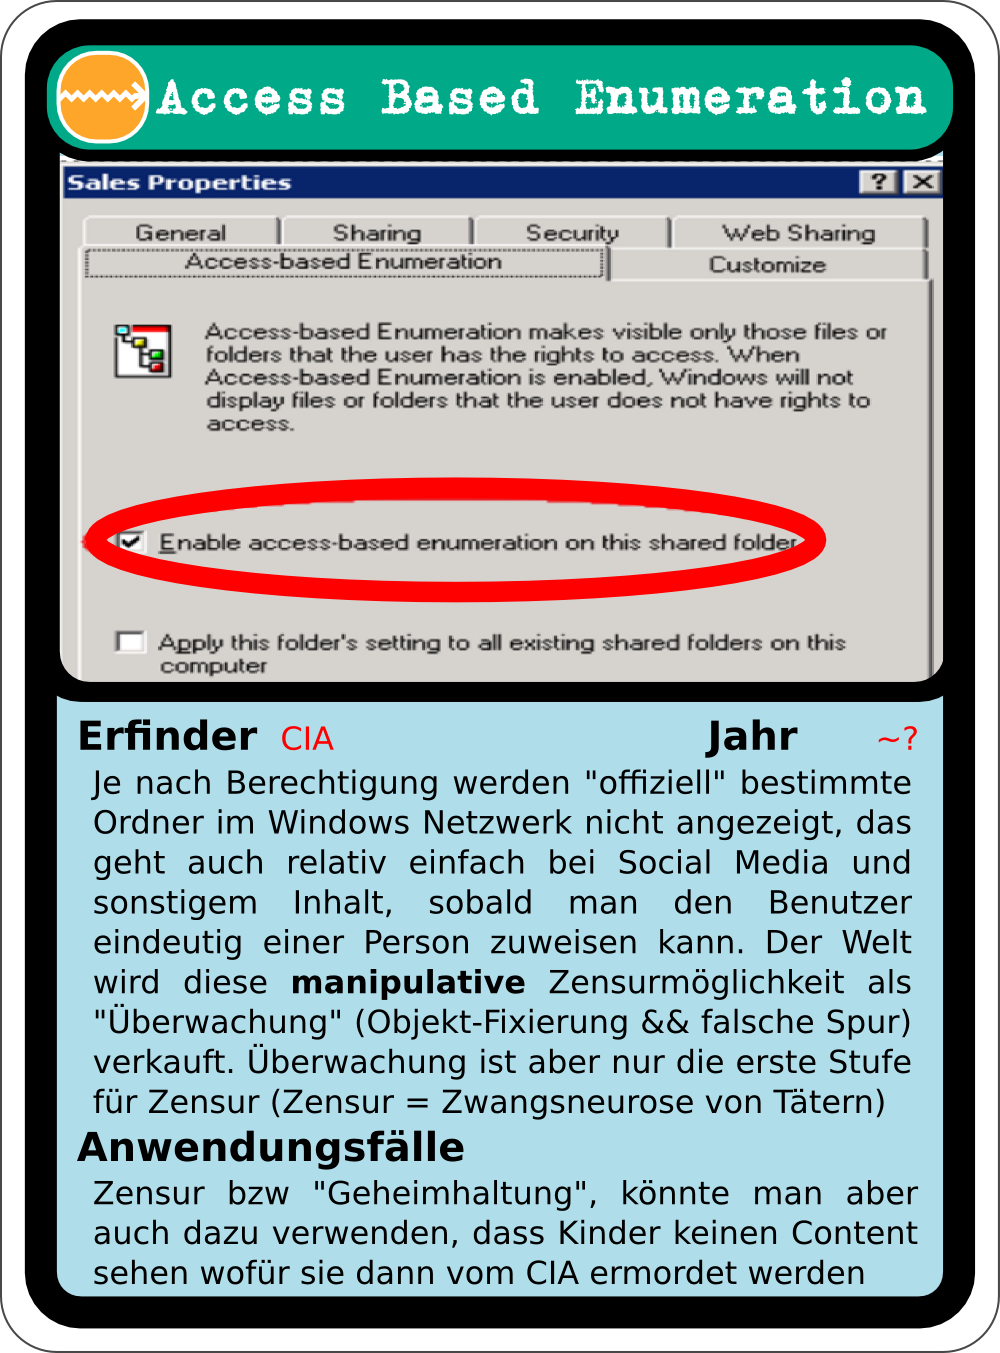 Access Based Enumeration
Sales Properties
General Sharing Security Web Sharing
Access-based Enumeration Customize
Access-based Enumeration makes visible only those files or
folders that the user has the rights to access. When
Access-based Enumeration is enabled, Windows will not
display files or folders that the user does not have rights to
access.
Enable access-based enumeration on this shared folder
Apply this folder's setting to all existing shared folders on this
computer
Erfinder CIA Jahr ~?
Je nach Berechtigung werden "offiziell" bestimmte
Ordner im Windows Netzwerk nicht angezeigt, das
geht auch relativ einfach bei Social Media und
sonstigem Inhalt, sobald man den Benutzer
eindeutig einer Person zuweisen kann. Der Welt
wird diese manipulative Zensurmöglichkeit als
"Überwachung" (Objekt-Fixierung && falsche Spur)
verkauft. Überwachung ist aber nur die erste Stufe
für Zensur (Zensur = Zwangsneurose von Tätern)
Anwendungsfälle
Zensur bzw "Geheimhaltung", könnte man aber
auch dazu verwenden, dass Kinder keinen Content
sehen wofür sie dann vom CIA ermordet werden